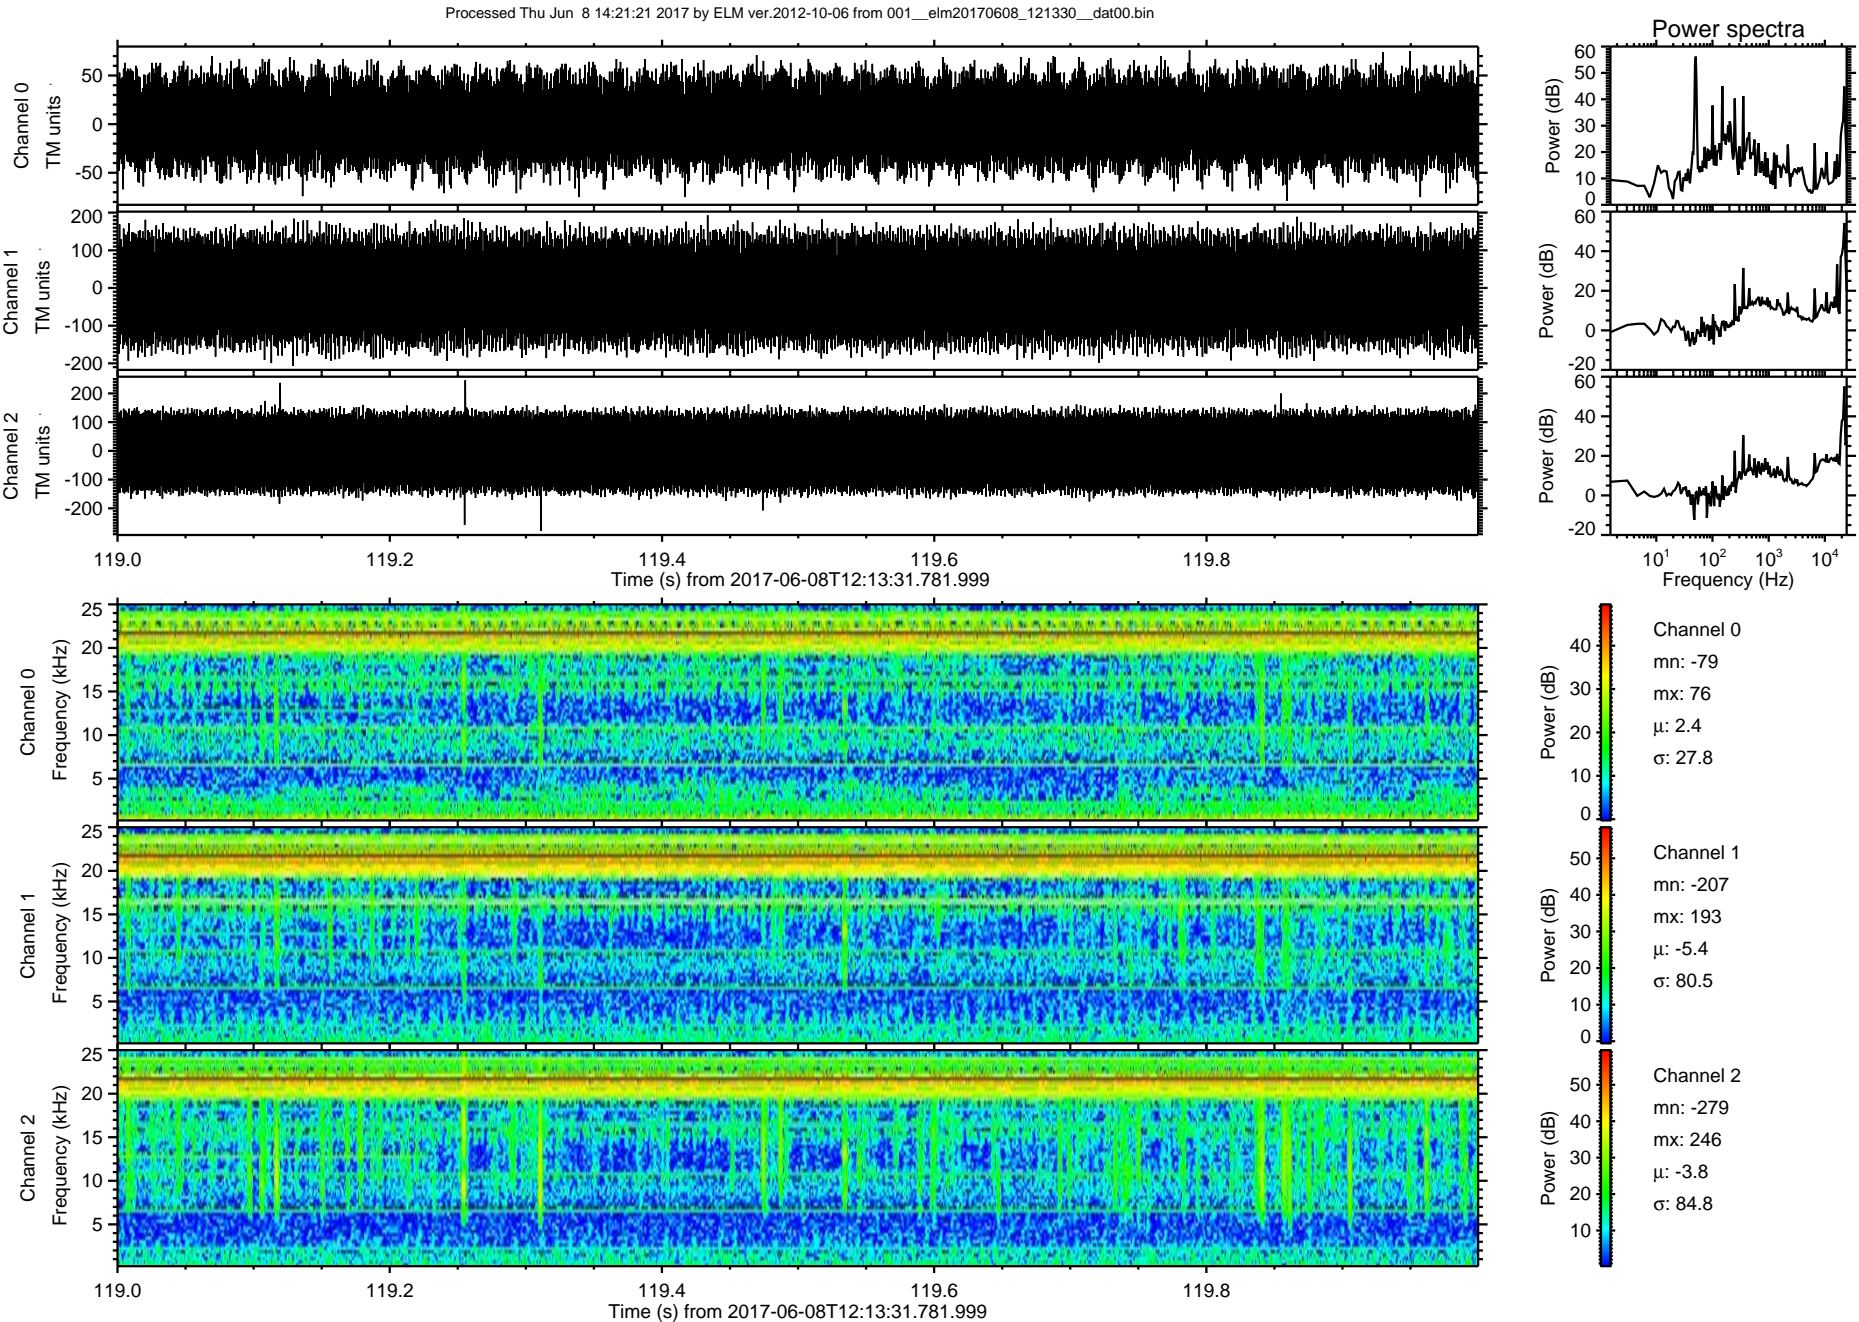 Processed Thu Jun  8 14:21:21 2017 by ELM ver.2012-10-06 from 001__elm20170608_121330__dat00.bin
Power spectra
Channel 0
TM units
50
0
-50
Power (dB)
60
50
40
30
20
10
0
Channel 1
TM units
200
100
0
-100
-200
Power (dB)
60
40
20
0
-20
Channel 2
TM units
200
100
0
-100
-200
Power (dB)
60
40
20
0
-20
119.0
119.2
119.4
119.6
119.8
Time (s) from 2017-06-08T12:13:31.781.999
10¹
10²
10³
10⁴
Frequency (Hz)
Channel 0
Frequency (kHz)
25
20
15
10
5
Power (dB)
40
30
20
10
0
Channel 0
mn: -79
mx: 76
µ: 2.4
σ: 27.8
Channel 1
Frequency (kHz)
25
20
15
10
5
Power (dB)
50
40
30
20
10
0
Channel 1
mn: -207
mx: 193
µ: -5.4
σ: 80.5
Channel 2
Frequency (kHz)
25
20
15
10
5
Power (dB)
50
40
30
20
10
Channel 2
mn: -279
mx: 246
µ: -3.8
σ: 84.8
119.0
119.2
119.4
119.6
119.8
Time (s) from 2017-06-08T12:13:31.781.999